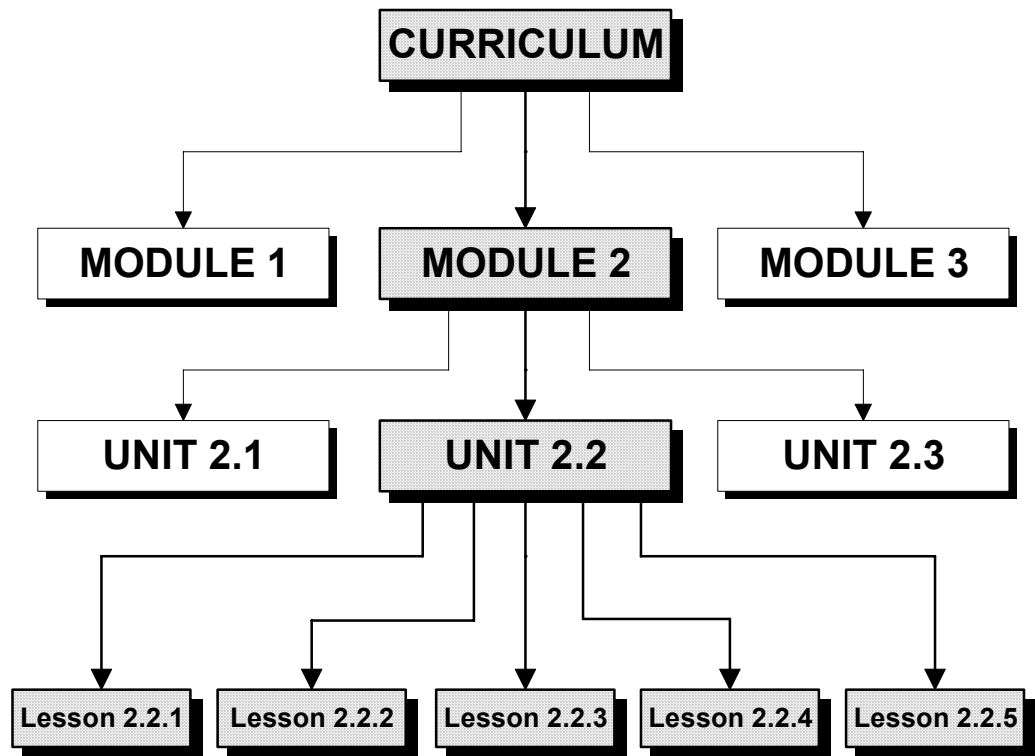 CURRICULUM
MODULE 1
MODULE 2
MODULE 3
UNIT 2.1
UNIT 2.2
UNIT 2.3
Lesson 2.2.1
Lesson 2.2.2
Lesson 2.2.3
Lesson 2.2.4
Lesson 2.2.5